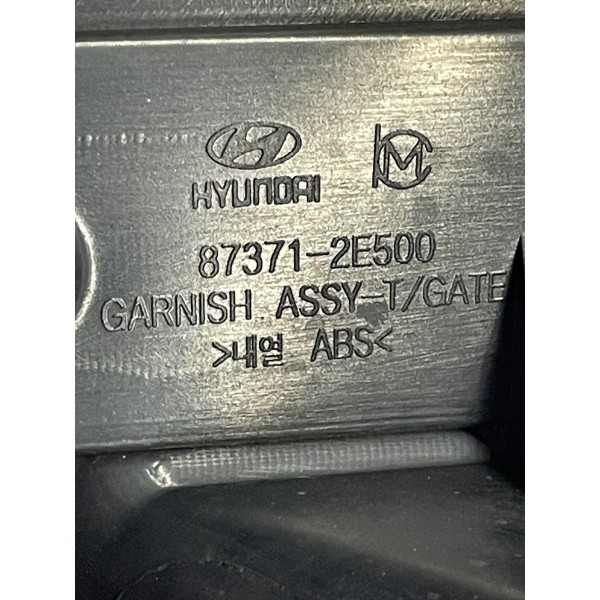 HYUNDAI
87371-2E500
GARNISH ASSY-T/GATE
>내열 ABS<